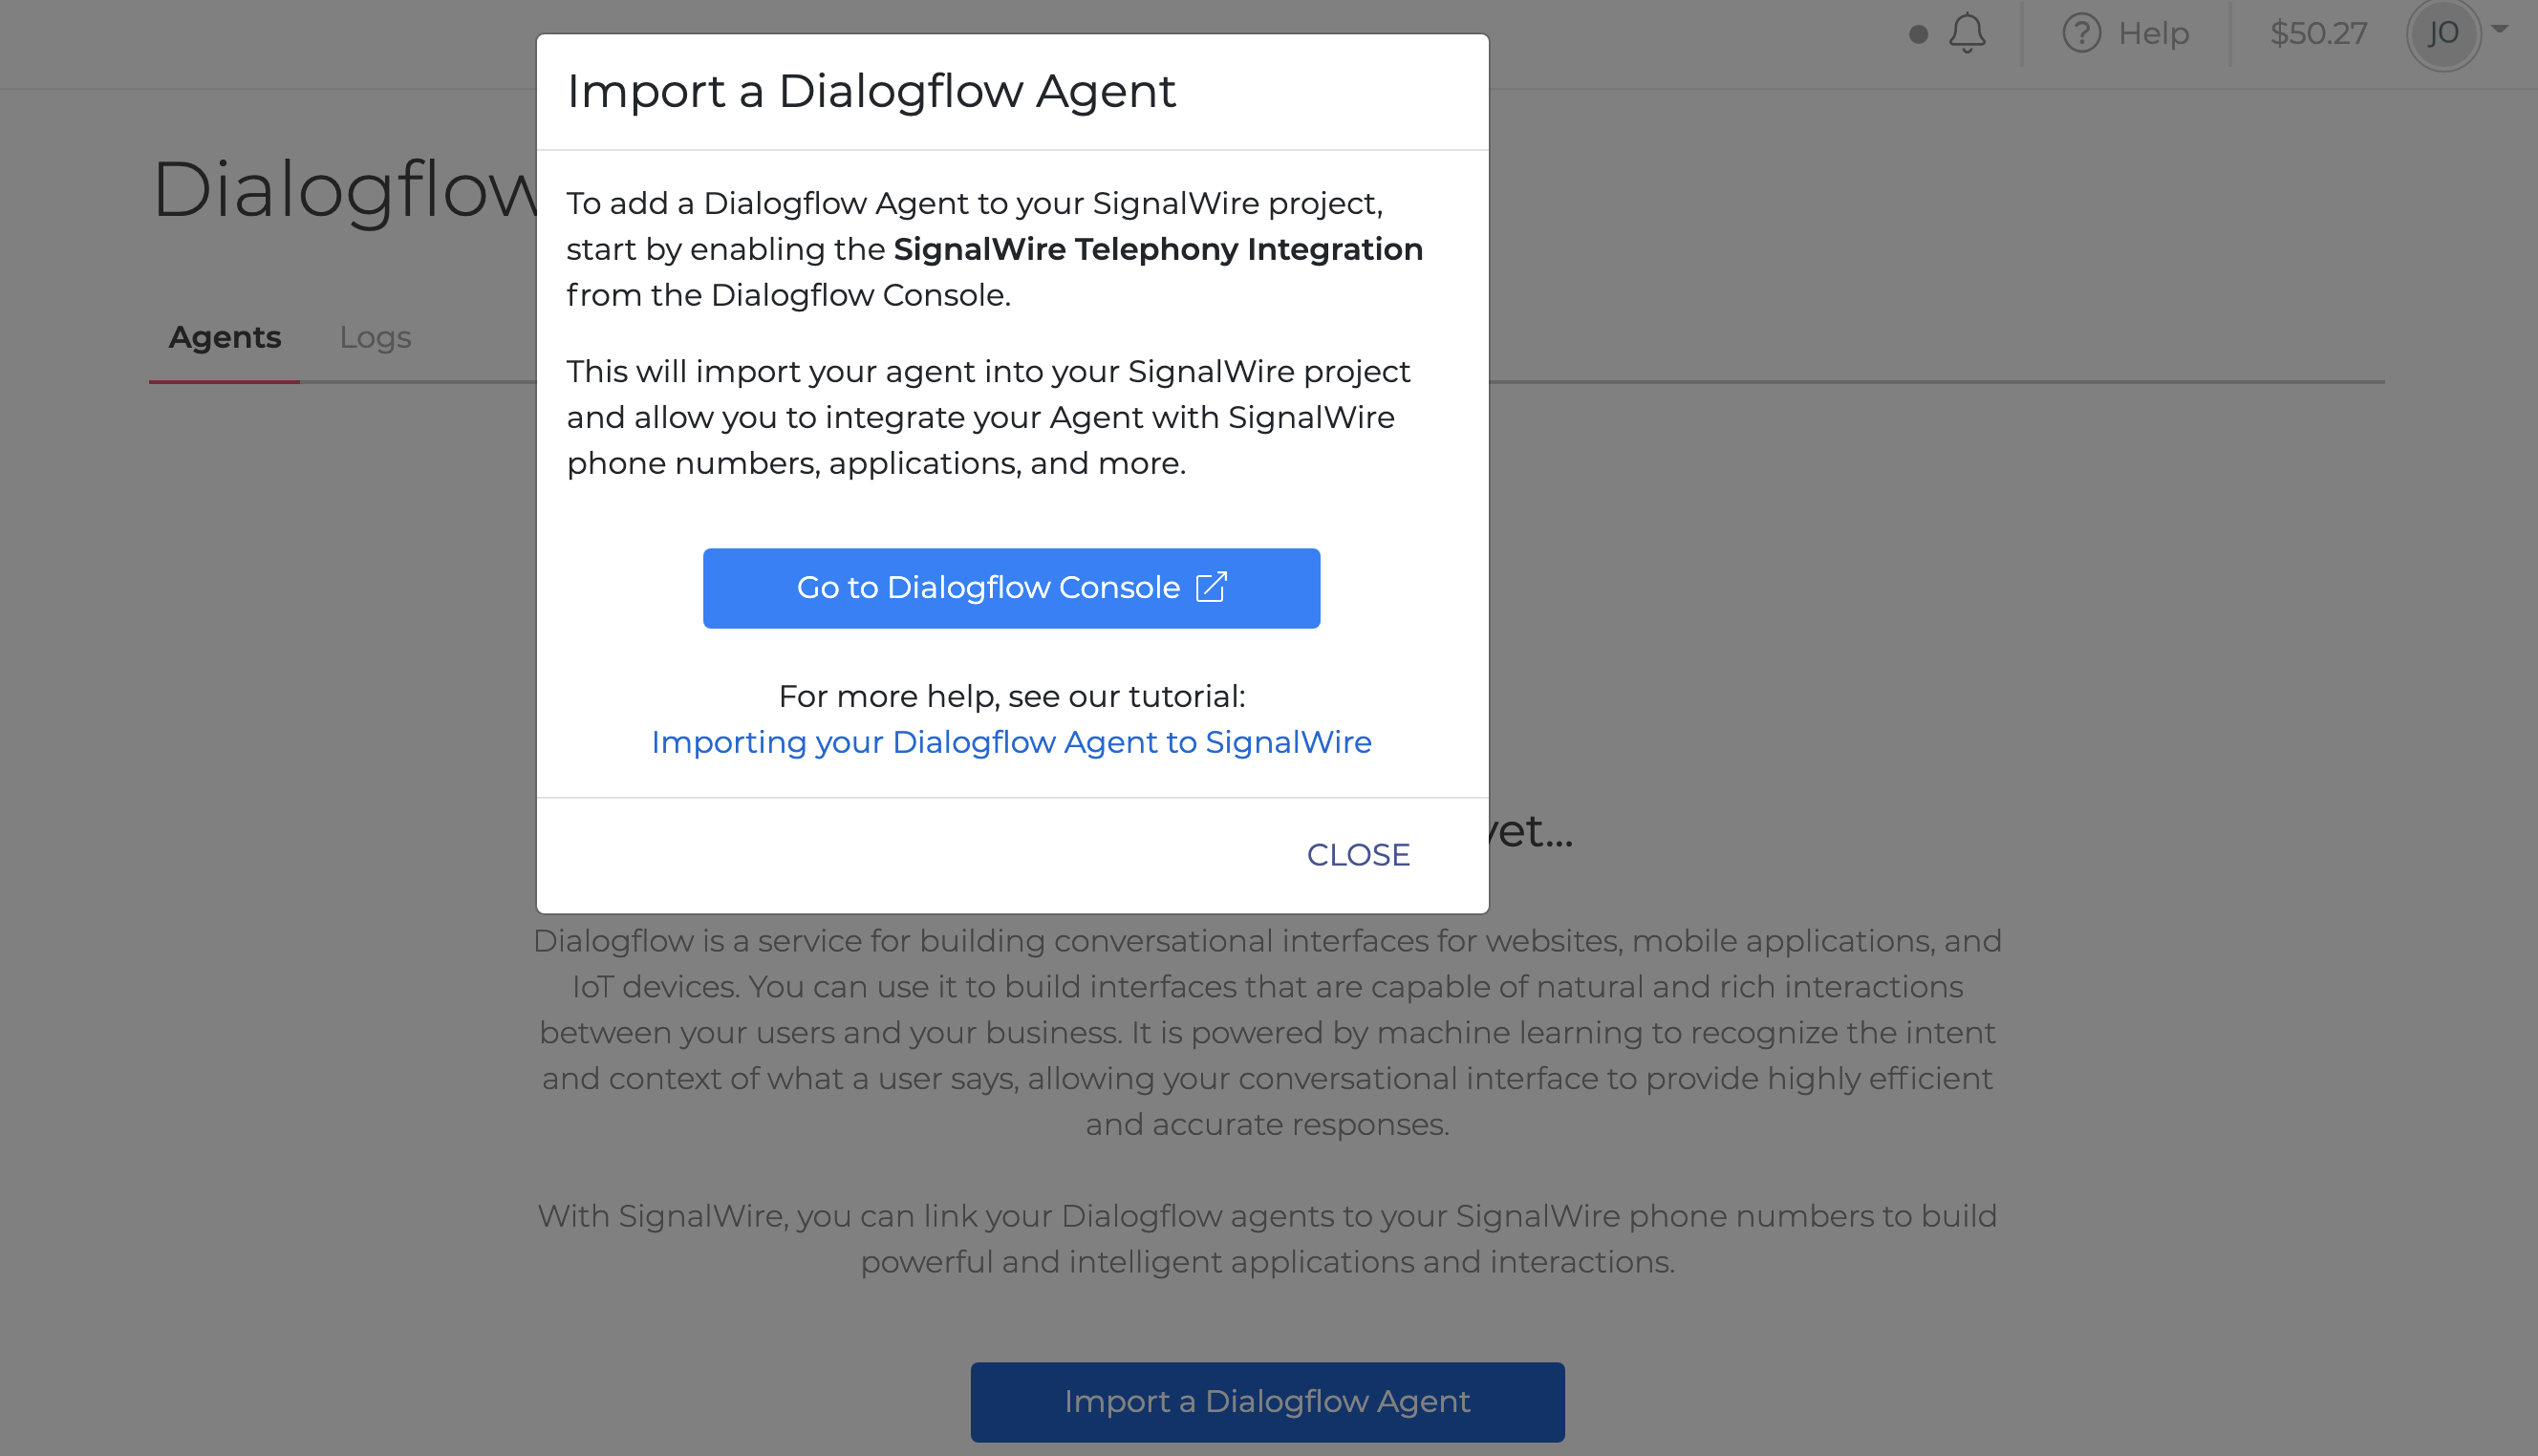 Help
$50.27
JO
Import a Dialogflow Agent
Dialogflow
To add a Dialogflow Agent to your SignalWire project,
start by enabling the SignalWire Telephony Integration
from the Dialogflow Console.
Agents
Logs
This will import your agent into your SignalWire project
and allow you to integrate your Agent with SignalWire
phone numbers, applications, and more.
Go to Dialogflow Console
For more help, see our tutorial:
Importing your Dialogflow Agent to SignalWire
yet...
CLOSE
Dialogflow is a service for building conversational interfaces for websites, mobile applications, and
IoT devices. You can use it to build interfaces that are capable of natural and rich interactions
between your users and your business. It is powered by machine learning to recognize the intent
and context of what a user says, allowing your conversational interface to provide highly efficient
and accurate responses.
With SignalWire, you can link your Dialogflow agents to your SignalWire phone numbers to build
powerful and intelligent applications and interactions.
Import a Dialogflow Agent